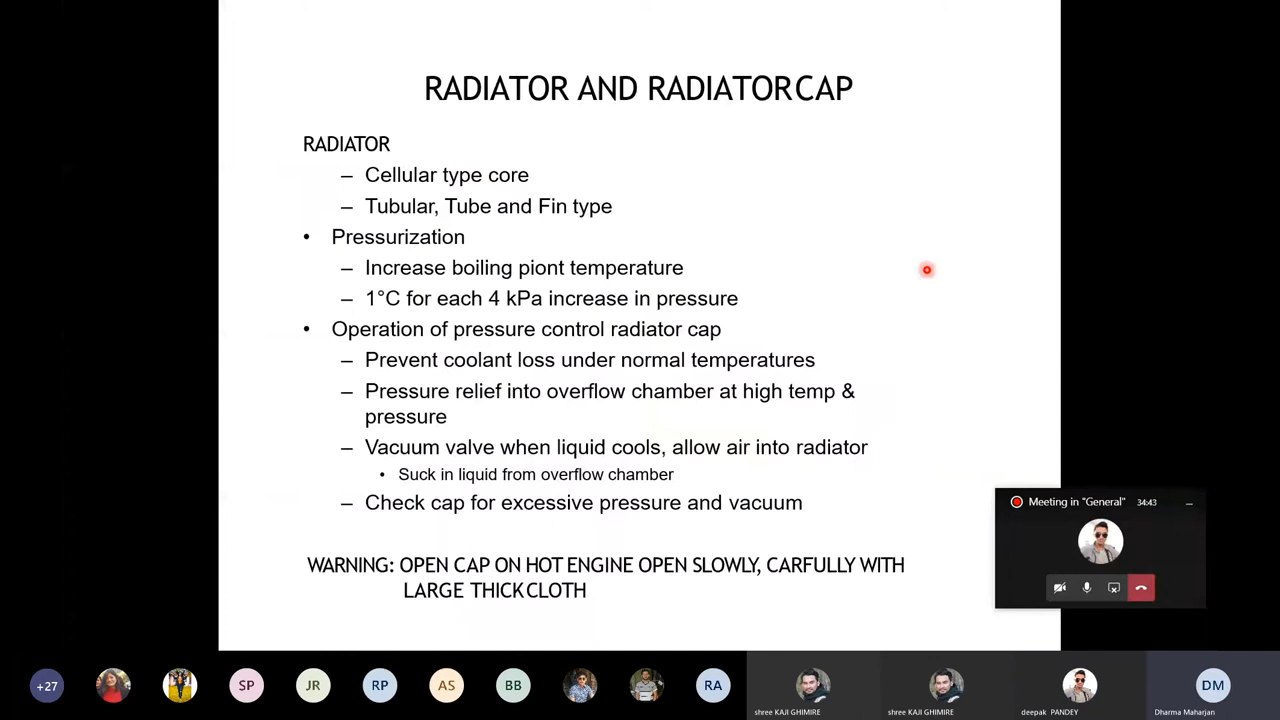 RADIATOR AND RADIATOR CAP
RADIATOR
– Cellular type core
– Tubular, Tube and Fin type
• Pressurization
– Increase boiling piont temperature
– 1°C for each 4 kPa increase in pressure
• Operation of pressure control radiator cap
– Prevent coolant loss under normal temperatures
– Pressure relief into overflow chamber at high temp &
pressure
– Vacuum valve when liquid cools, allow air into radiator
• Suck in liquid from overflow chamber
– Check cap for excessive pressure and vacuum
WARNING: OPEN CAP ON HOT ENGINE OPEN SLOWLY, CARFULLY WITH
LARGE THICK CLOTH
Meeting in "General" 34:43
+27 SP JR RP AS BB RA DM
shree KAJI GHIMIRE shree KAJI GHIMIRE deepak PANDEY Dharma Maharjan